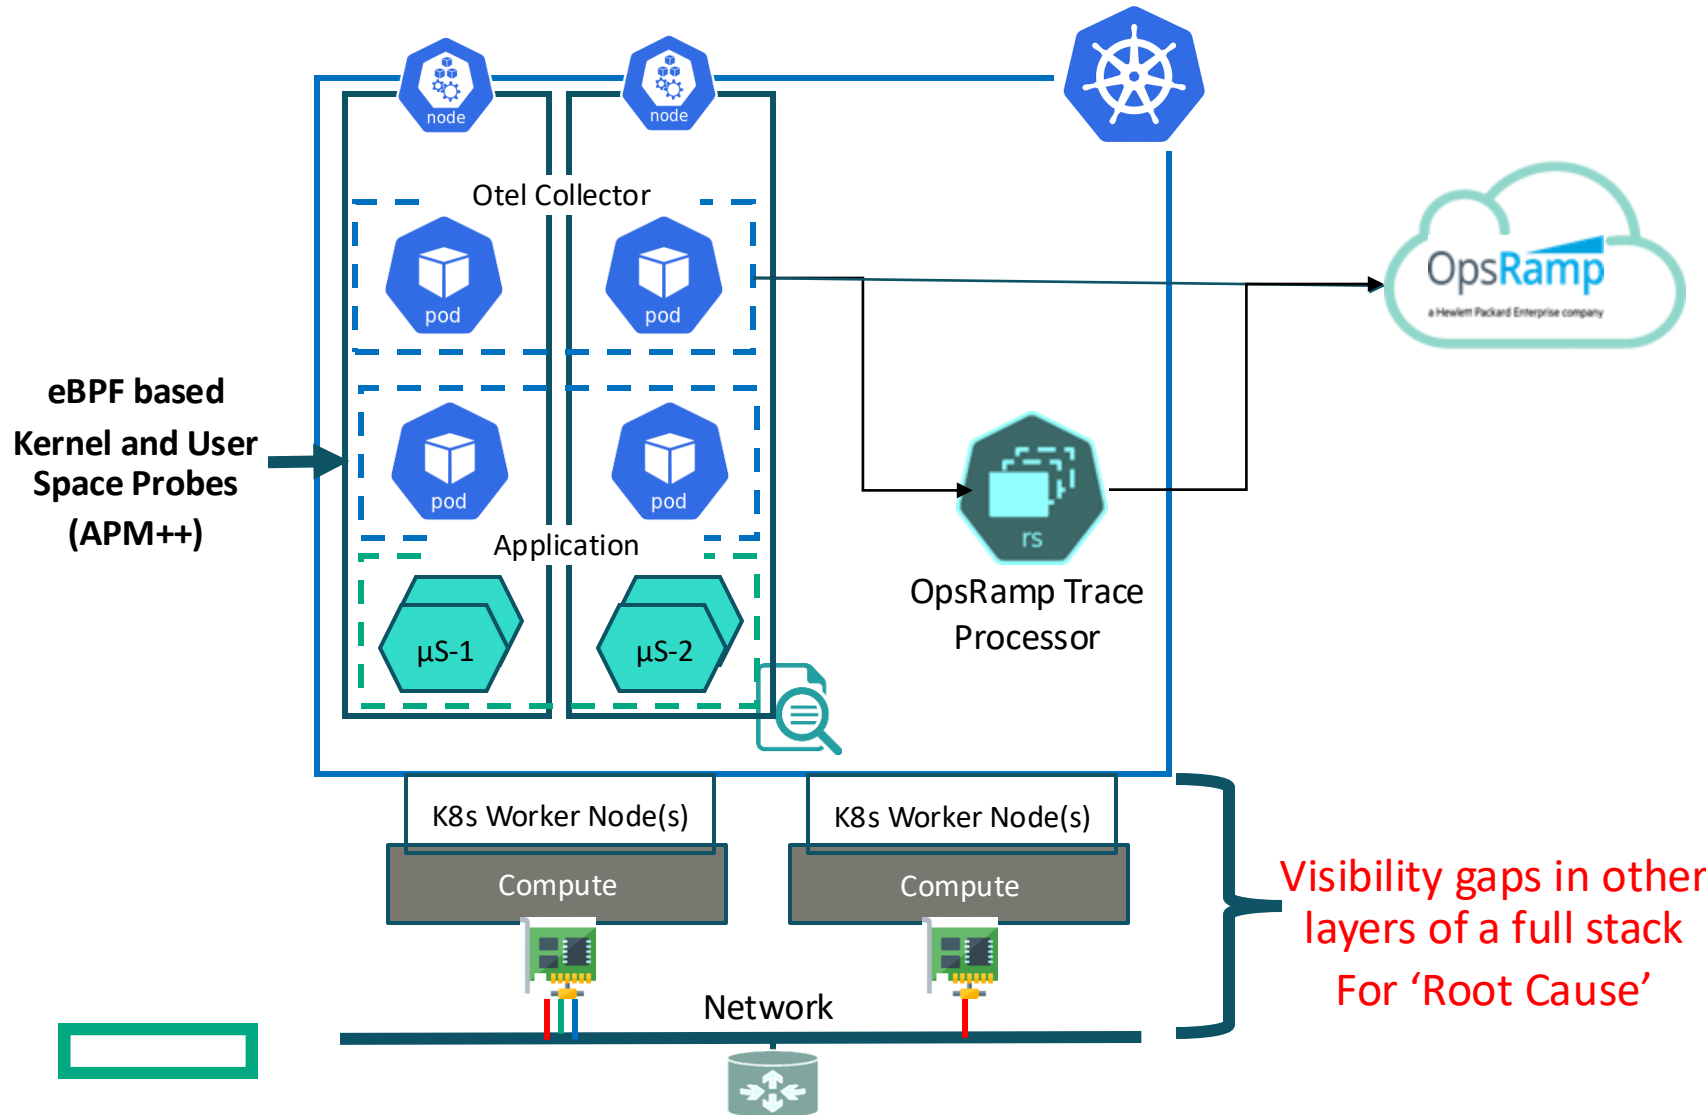 node
node
Otel Collector
pod
pod
OpsRamp
a Hewlett Packard Enterprise company
eBPF based
Kernel and User
Space Probes
(APM++)
pod
pod
rs
Application
OpsRamp Trace
Processor
µS-1
µS-2
K8s Worker Node(s)
K8s Worker Node(s)
Compute
Compute
Visibility gaps in other
layers of a full stack
For ‘Root Cause’
Network